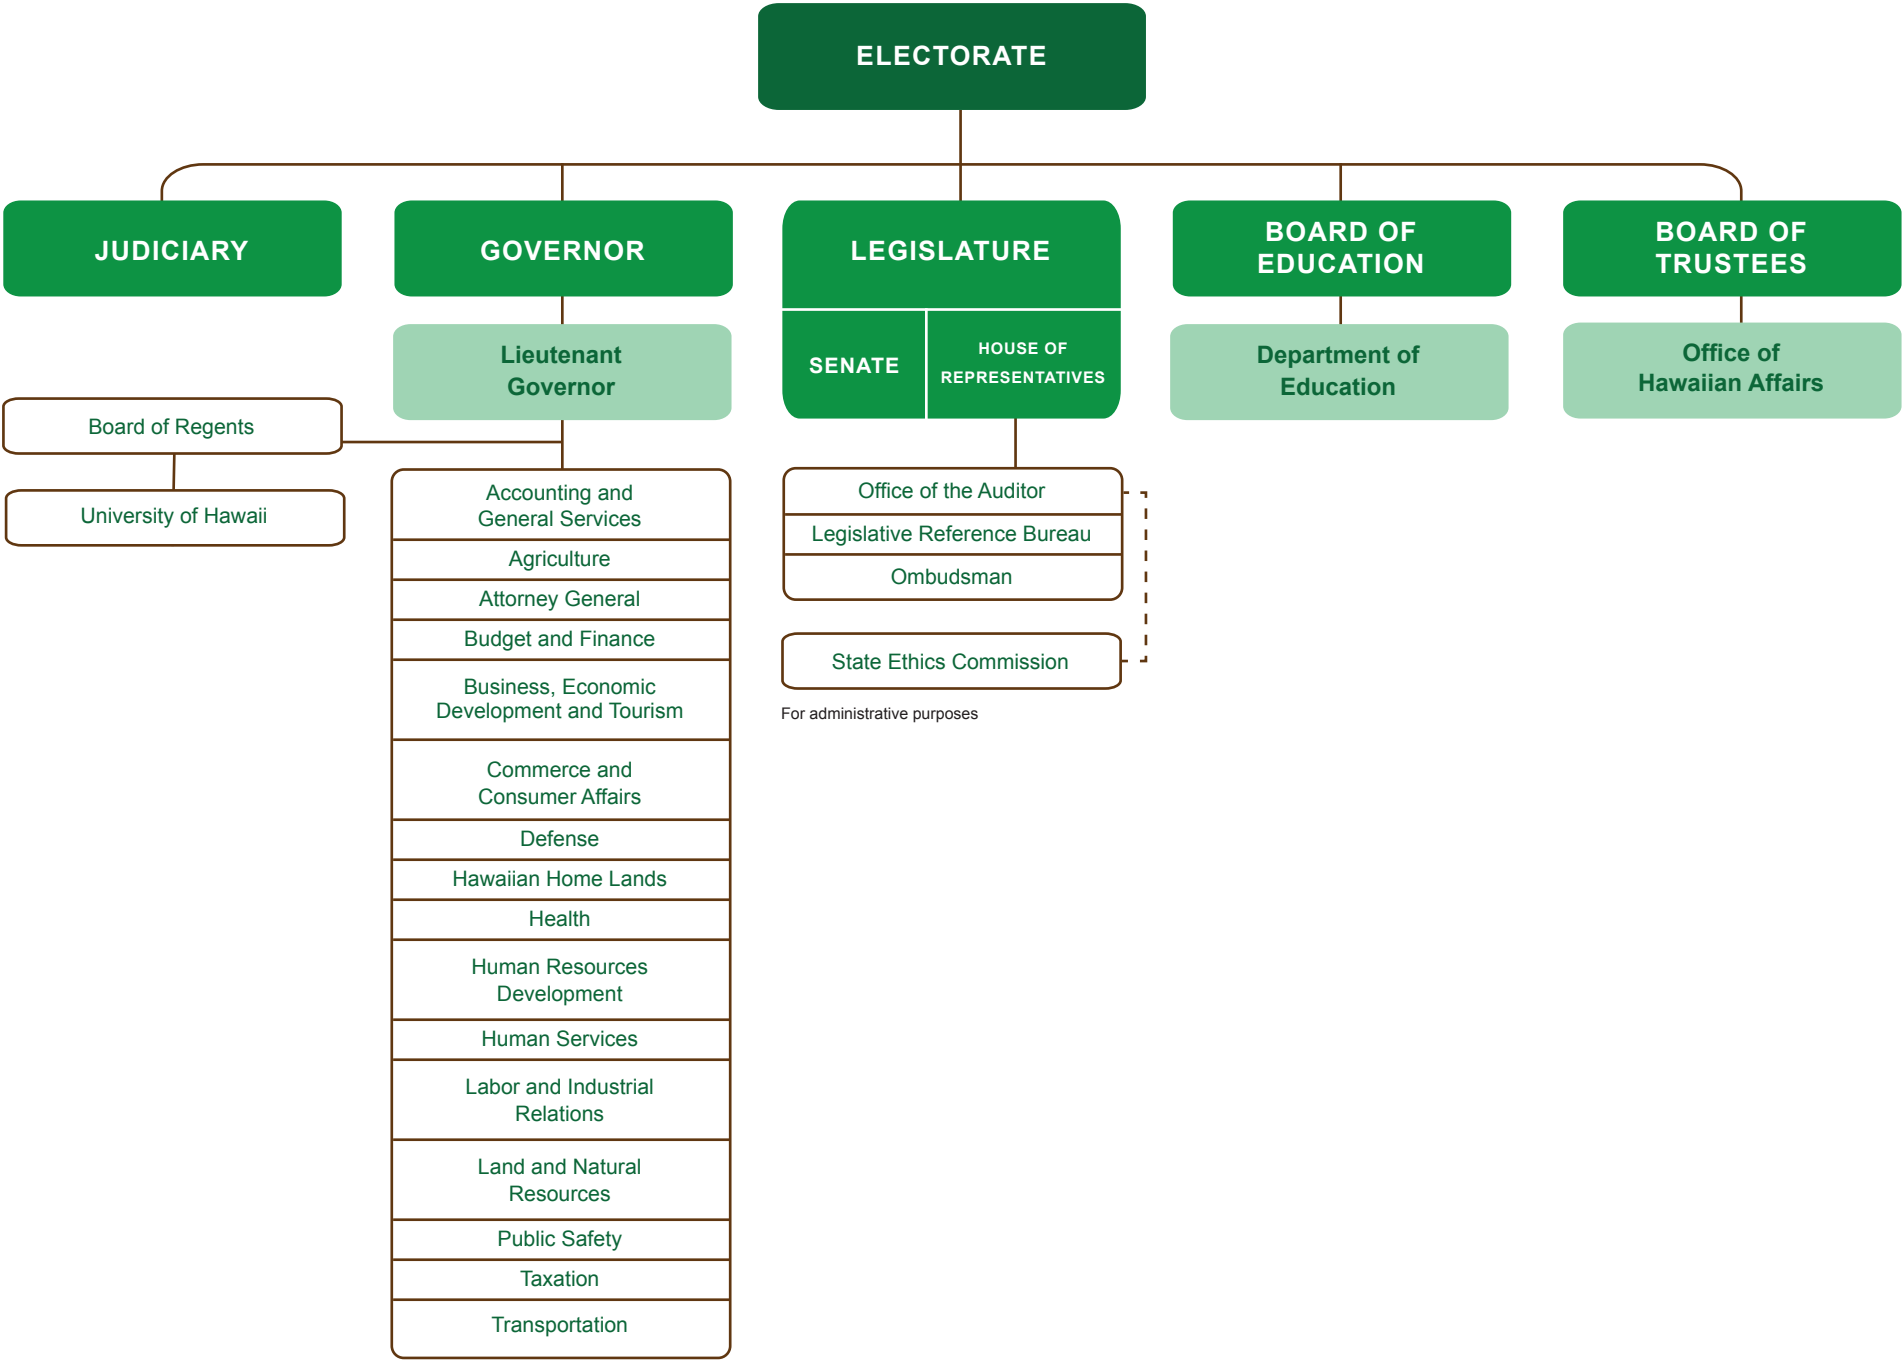 ELECTORATE
JUDICIARY
GOVERNOR
LEGISLATURE
SENATE
HOUSE OF
REPRESENTATIVES
BOARD OF
EDUCATION
BOARD OF
TRUSTEES
Lieutenant
Governor
Department of
Education
Office of
Hawaiian Affairs
Board of Regents
University of Hawaii
Accounting and
General Services
Agriculture
Attorney General
Budget and Finance
Business, Economic
Development and Tourism
Commerce and
Consumer Affairs
Defense
Hawaiian Home Lands
Health
Human Resources
Development
Human Services
Labor and Industrial
Relations
Land and Natural
Resources
Public Safety
Taxation
Transportation
Office of the Auditor
Legislative Reference Bureau
Ombudsman
State Ethics Commission
For administrative purposes